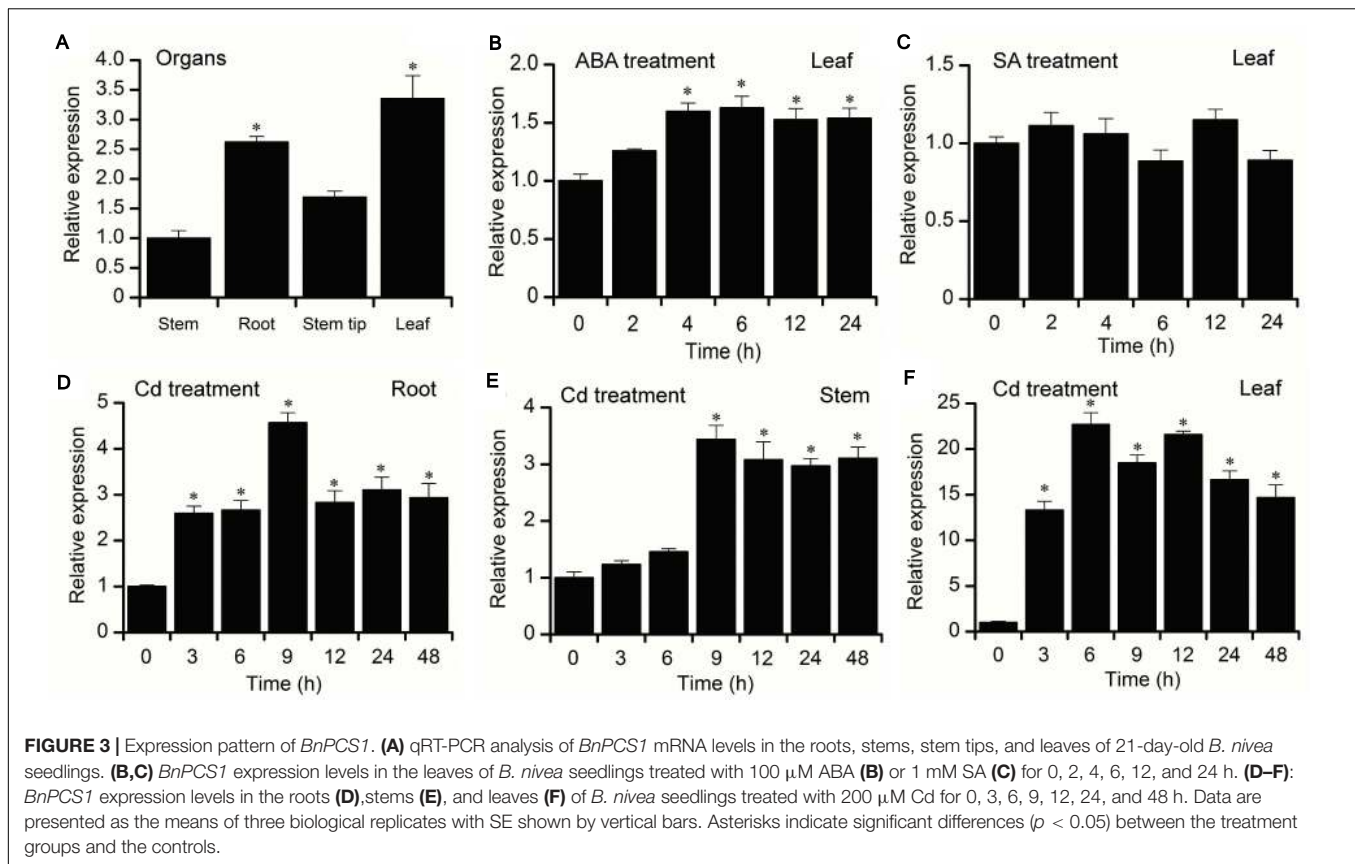 A
Organs
Relative expression
4.0
3.5
3.0
2.5
2.0
1.5
1.0
0.5
0
*
*
Stem Root Stem tip Leaf
B
ABA treatment Leaf
Relative expression
2.0
1.5
1.0
0.5
0
* * * *
0 2 4 6 12 24
Time (h)
C
SA treatment Leaf
Relative expression
1.5
1.0
0.5
0
0 2 4 6 12 24
Time (h)
D
Cd treatment Root
Relative expression
5
4
3
2
1
0
* * * * * *
0 3 6 9 12 24 48
Time (h)
E
Cd treatment Stem
Relative expression
4
3
2
1
0
* * * *
0 3 6 9 12 24 48
Time (h)
F
Cd treatment Leaf
Relative expression
25
20
15
10
5
0
* * * * * *
0 3 6 9 12 24 48
Time (h)
FIGURE 3 | Expression pattern of BnPCS1. (A) qRT-PCR analysis of BnPCS1 mRNA levels in the roots, stems, stem tips, and leaves of 21-day-old B. nivea
seedlings. (B,C) BnPCS1 expression levels in the leaves of B. nivea seedlings treated with 100 μM ABA (B) or 1 mM SA (C) for 0, 2, 4, 6, 12, and 24 h. (D–F):
BnPCS1 expression levels in the roots (D),stems (E), and leaves (F) of B. nivea seedlings treated with 200 μM Cd for 0, 3, 6, 9, 12, 24, and 48 h. Data are
presented as the means of three biological replicates with SE shown by vertical bars. Asterisks indicate significant differences (p < 0.05) between the treatment
groups and the controls.